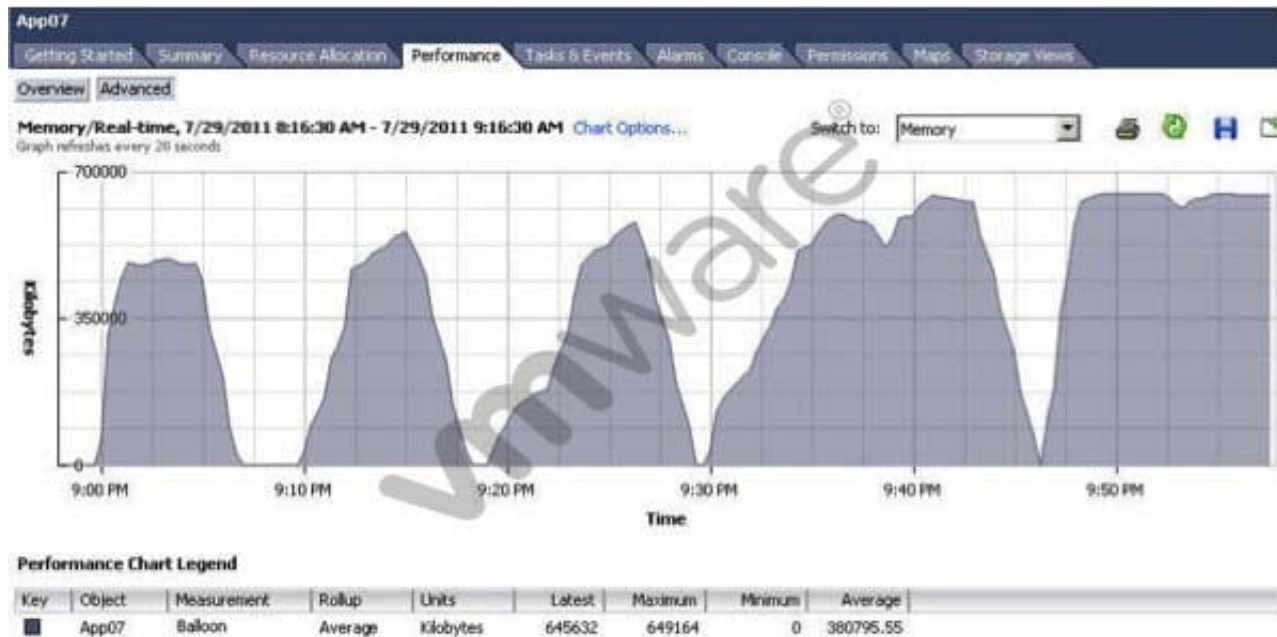 App07
Getting Started Summary Resource Allocation Performance Tasks & Events Alarms Console Permissions Maps Storage Views
Overview Advanced
Memory/Real-time, 7/29/2011 8:16:30 AM - 7/29/2011 9:16:30 AM Chart Options... Switch to: Memory
Graph refreshes every 20 seconds
700000
Kilobytes
350000
0
9:00 PM 9:10 PM 9:20 PM 9:30 PM 9:40 PM 9:50 PM
Time
vmware®
Performance Chart Legend
Key Object Measurement Rollup Units Latest Maximum Minimum Average
App07 Balloon Average Kilobytes 645632 649164 0 380795.55